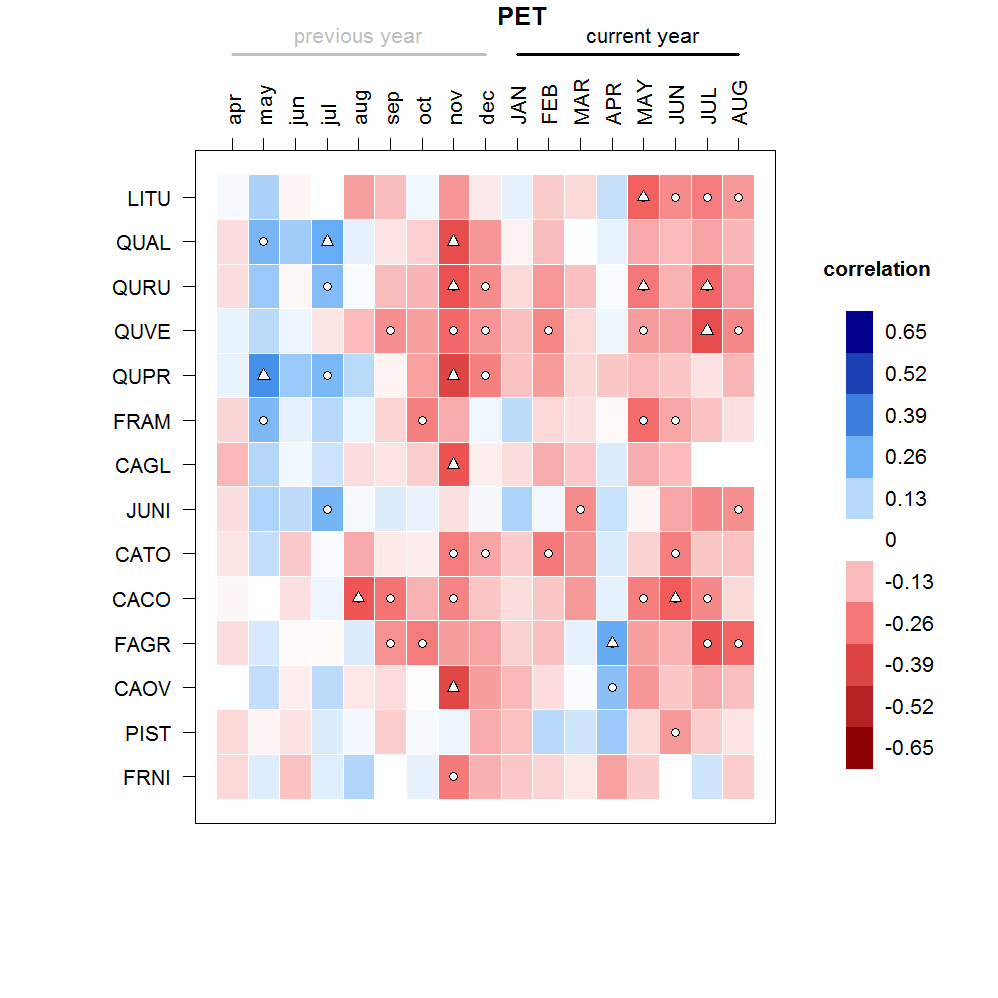 PET
previous year current year
apr may jun jul aug sep oct nov dec JAN FEB MAR APR MAY JUN JUL AUG
LITU
QUAL
QURU
QUVE
QUPR
FRAM
CAGL
JUNI
CATO
CACO
FAGR
CAOV
PIST
FRNI
correlation
0.65
0.52
0.39
0.26
0.13
0
-0.13
-0.26
-0.39
-0.52
-0.65